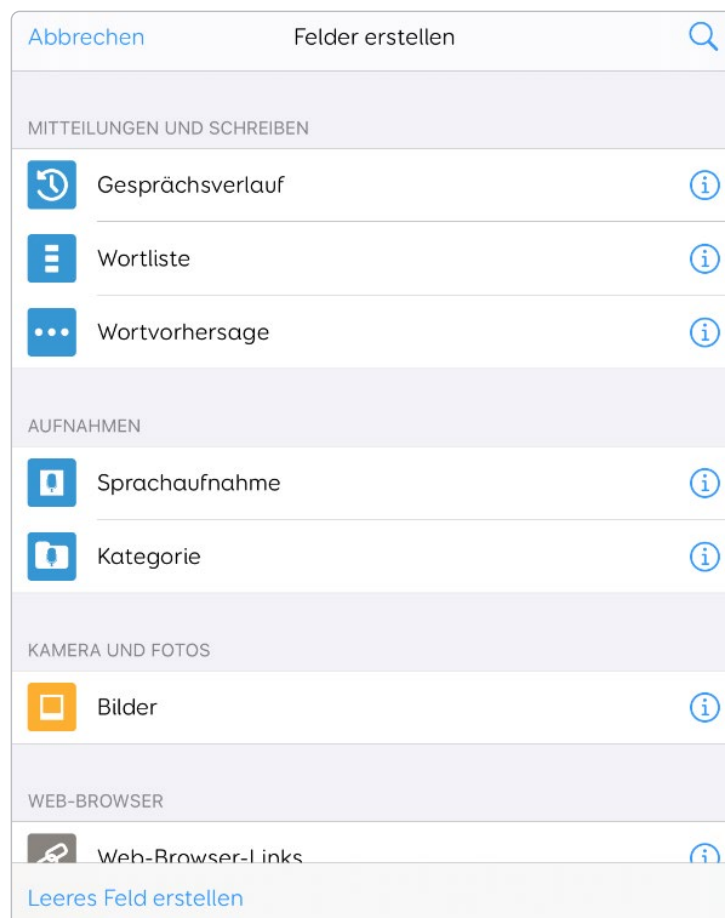 Abbrechen Felder erstellen
MITTEILUNGEN UND SCHREIBEN
Gesprächsverlauf
Wortliste
Wortvorhersage
AUFNAHMEN
Sprachaufnahme
Kategorie
KAMERA UND FOTOS
Bilder
WEB-BROWSER
Web-Browser-Links
Leeres Feld erstellen